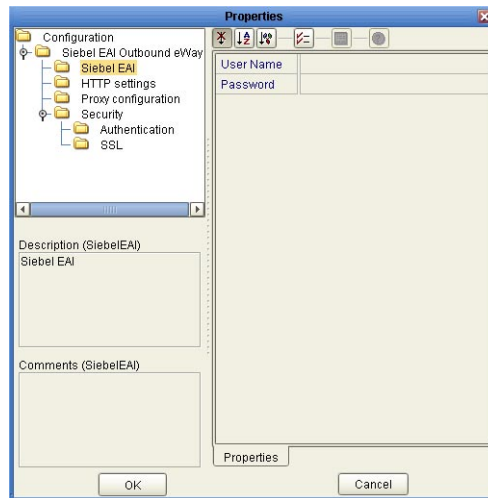 Properties
Configuration
Siebel EAI Outbound eWay
Siebel EAI
HTTP settings
Proxy configuration
Security
Authentication
SSL
User Name
Password
Description (SiebelEAI)
Siebel EAI
Comments (SiebelEAI)
Properties
OK
Cancel